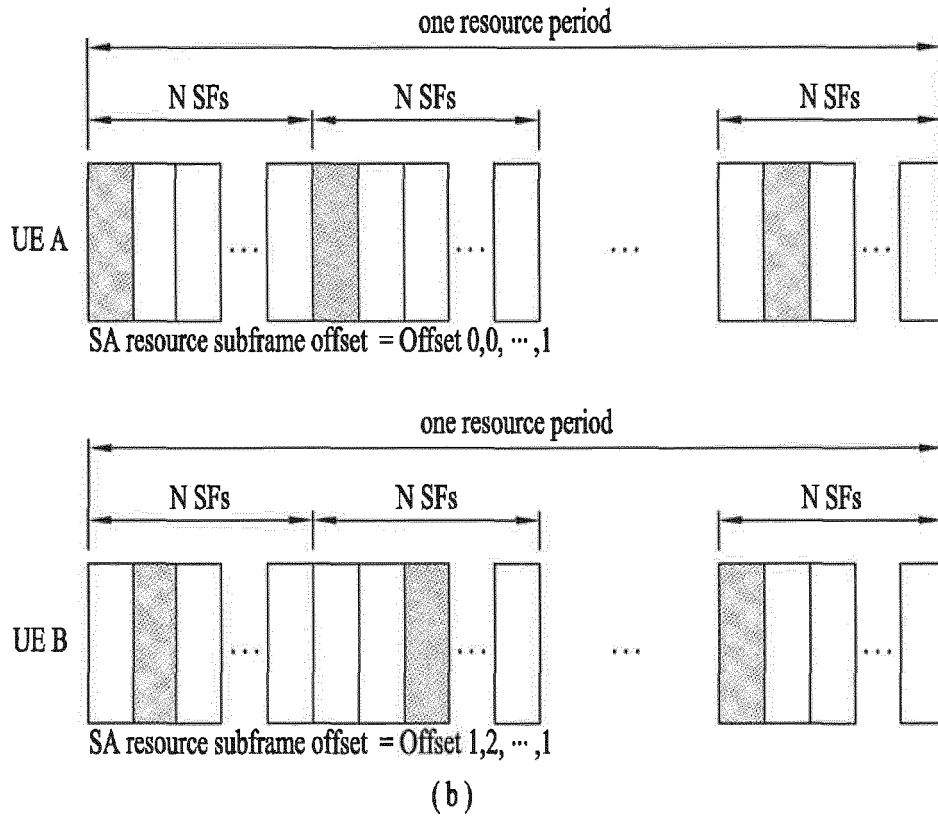 one resource period
N SFs N SFs N SFs
UE A
... ... ... ...
SA resource subframe offset = Offset 0,0, ··· ,1
one resource period
N SFs N SFs N SFs
UE B
... ... ... ...
SA resource subframe offset = Offset 1,2, ··· ,1
(b)